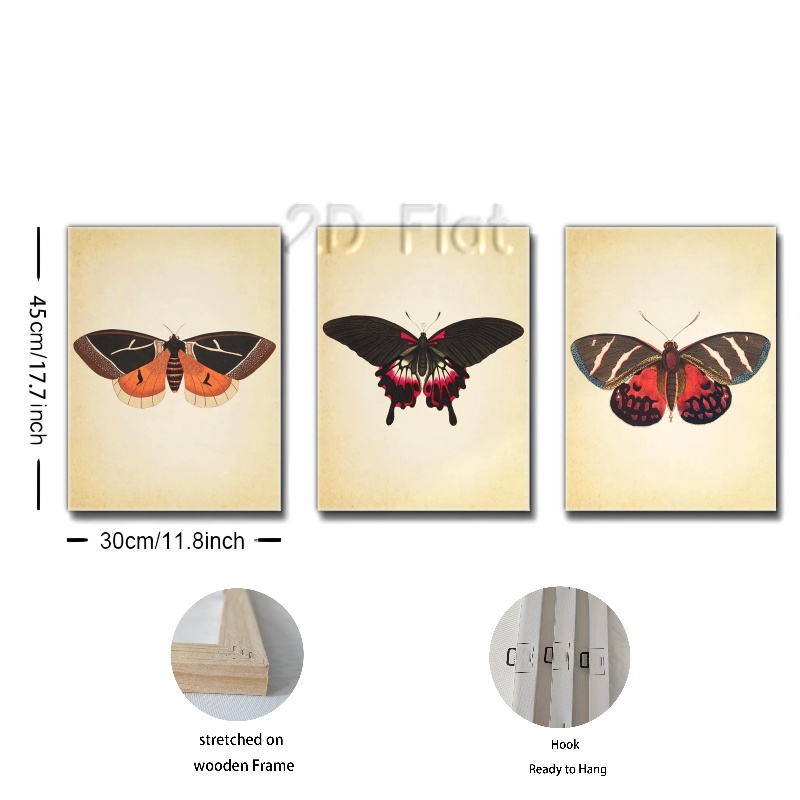 2D Flat
45cm/17.7inch
30cm/11.8inch
stretched on
wooden Frame
Hook
Ready to Hang